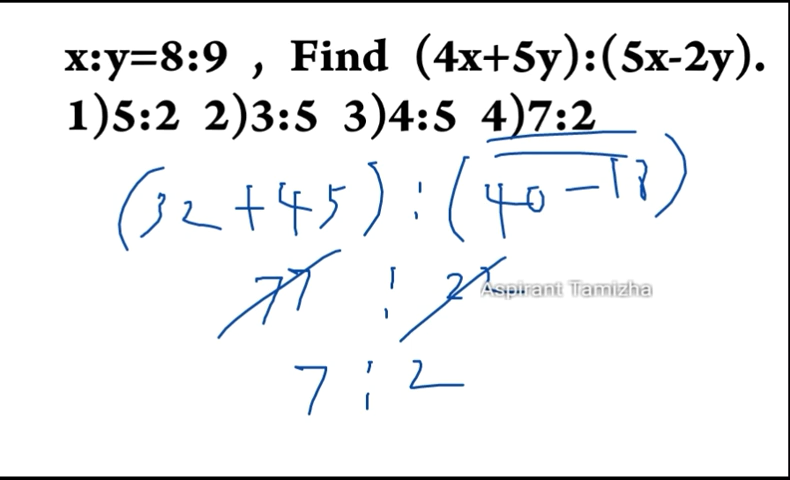 x:y=8:9 , Find (4x+5y):(5x-2y).
1)5:2 2)3:5 3)4:5 4)7:2
(32+45):(40-18)
77 : 22
Aspirant Tamizha
7:2